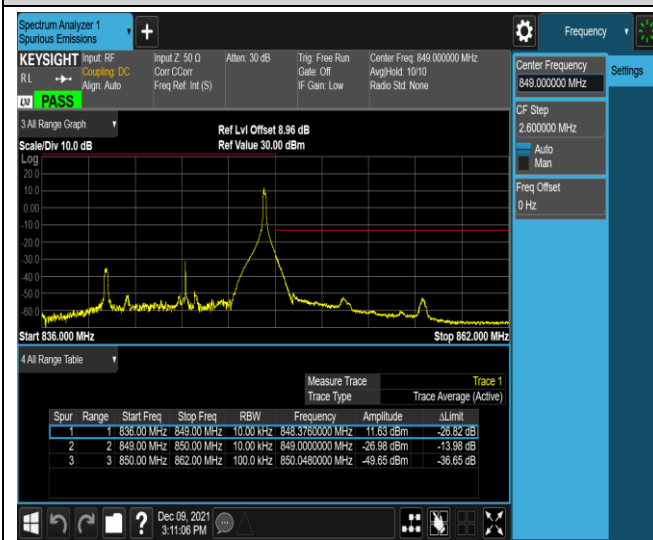 Spectrum Analyzer 1
Spurious Emissions
Frequency
KEYSIGHT Input: RF Input Z: 50 Ω Atten: 30 dB Trig: Free Run Center Freq: 849.000000 MHz
R L Coupling: DC Corr CCorr Gate: Off Avg|Hold: 10/10
Align: Auto Freq Ref: Int (S) IF Gain: Low Radio Std: None
LXI PASS
Center Frequency
849.000000 MHz
Settings
CF Step
2.600000 MHz
Auto
Man
Freq Offset
0 Hz
3 All Range Graph
Ref Lvl Offset 8.96 dB
Scale/Div 10.0 dB Ref Value 30.00 dBm
Log
20.0
10.0
0.00
-10.0
-20.0
-30.0
-40.0
-50.0
-60.0
Start 836.000 MHz Stop 862.000 MHz
4 All Range Table
Measure Trace Trace 1
Trace Type Trace Average (Active)
Spur Range Start Freq Stop Freq RBW Frequency Amplitude ΔLimit
1 1 836.00 MHz 849.00 MHz 10.00 kHz 848.3760000 MHz 11.63 dBm -26.82 dB
2 2 849.00 MHz 850.00 MHz 10.00 kHz 849.0000000 MHz -26.98 dBm -13.98 dB
3 3 850.00 MHz 862.00 MHz 100.0 kHz 850.0480000 MHz -49.65 dBm -36.65 dB
Dec 09, 2021
3:11:06 PM